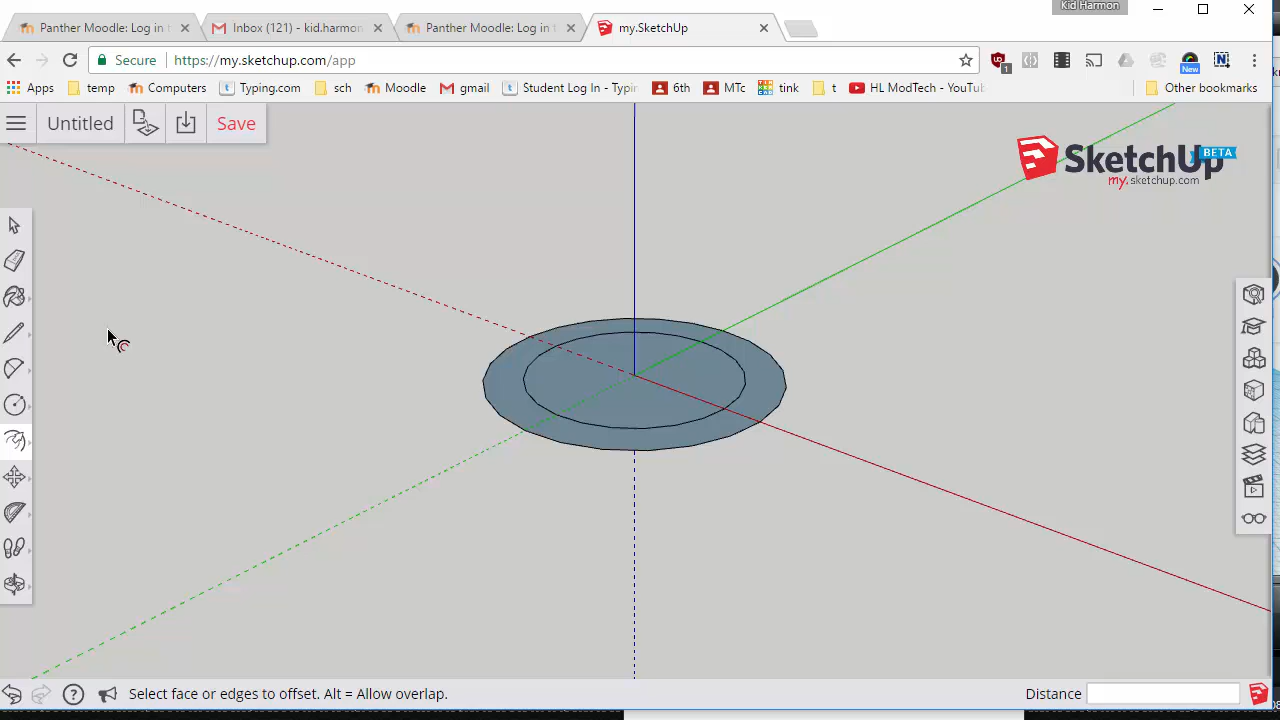 Kid Harmon
Panther Moodle: Log in t
Inbox (121) - kid.harmon
Panther Moodle: Log in t
my.SketchUp
Secure
https://my.sketchup.com/app
1
New
Apps
temp
Computers
Typing.com
sch
Moodle
gmail
Student Log In - Typin
6th
MTc
tink
t
HL ModTech - YouTu
Other bookmarks
Untitled
Save
SketchUp BETA
my.sketchup.com
Select face or edges to offset. Alt = Allow overlap.
Distance